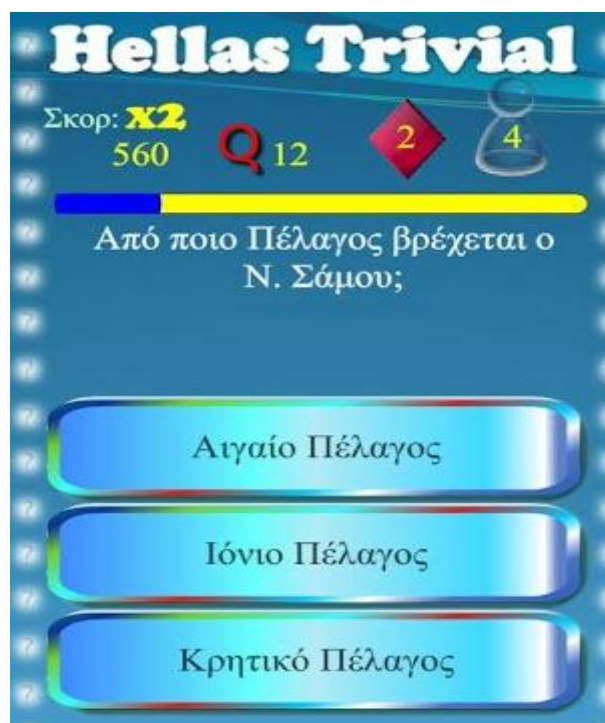 Hellas Trivial
Σκορ: X2
560
Q 12
2
4
Από ποιο Πέλαγος βρέχεται ο
Ν. Σάμου;
Αιγαίο Πέλαγος
Ιόνιο Πέλαγος
Κρητικό Πέλαγος